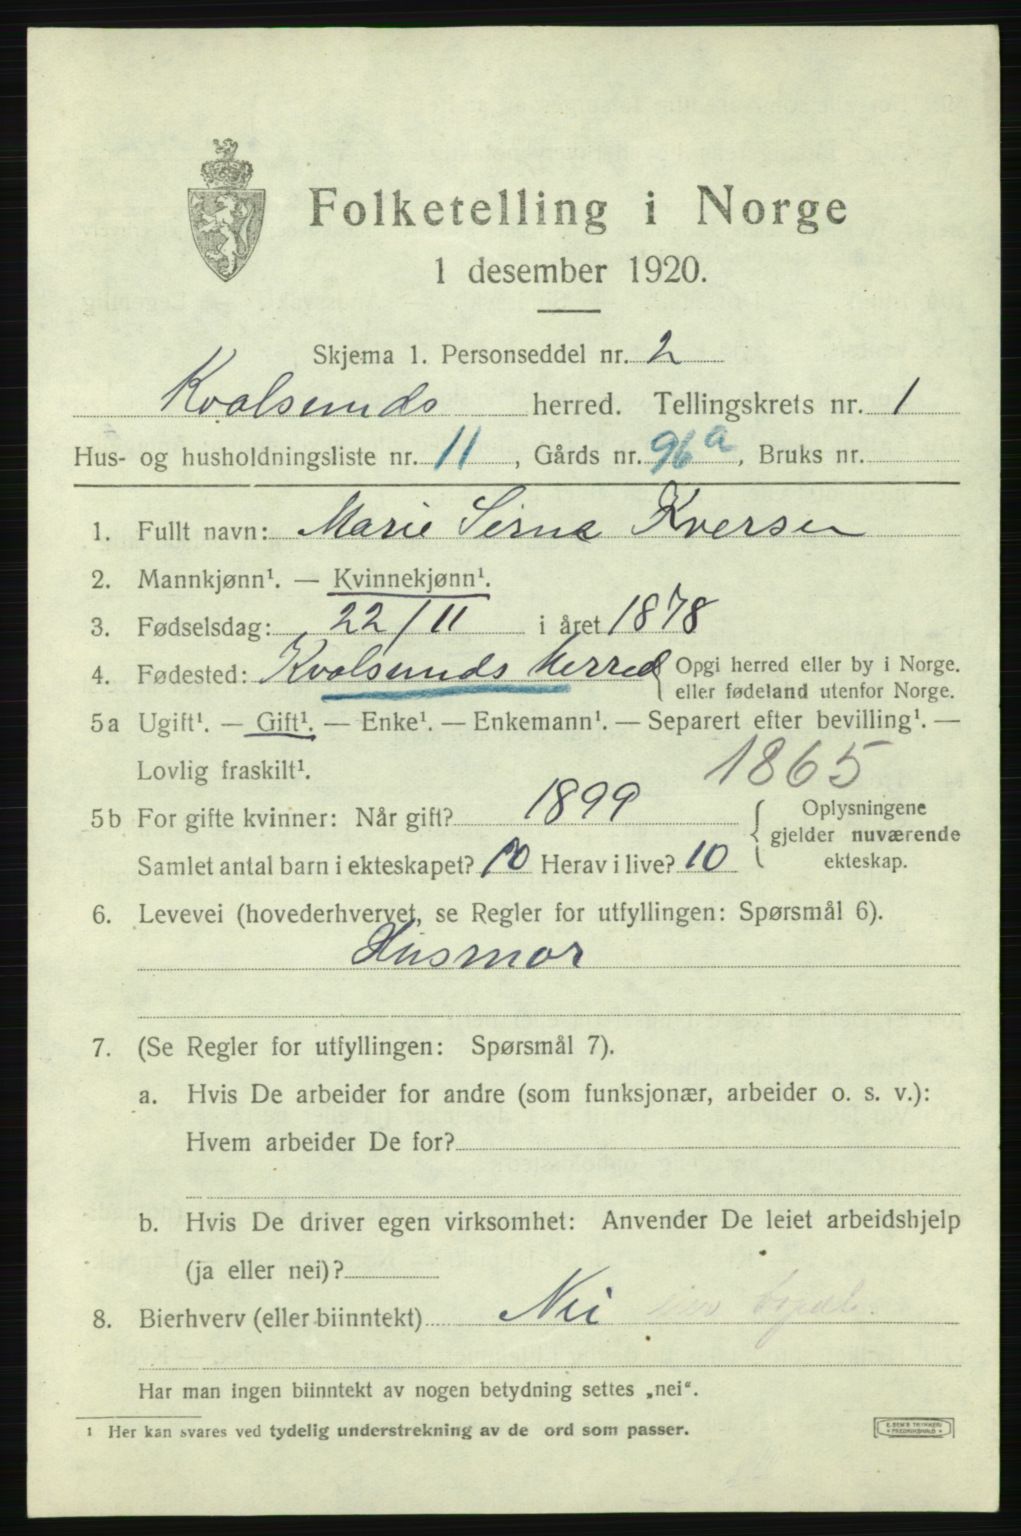 Folketelling i Norge
1 desember 1920.
Skjema 1. Personseddel nr. 2
Kvalsunds herred. Tellingskrets nr. 1
Hus- og husholdningsliste nr. 11, Gårds nr. 96a, Bruks nr.
1. Fullt navn: Marie Sirne Kversen
2. Mannkjønn¹. — Kvinnekjønn¹.
3. Fødselsdag: 22/11 i året 1878
4. Fødested: Kvalsunds Herred Opgi herred eller by i Norge,
eller fødeland utenfor Norge.
5a Ugift¹. — Gift¹. — Enke¹. — Enkemann¹. — Separert efter bevilling¹. —
Lovlig fraskilt¹. 1865
5b For gifte kvinner: Når gift? 1899 Oplysningene
gjelder nuværende
Samlet antal barn i ekteskapet? 10 Herav i live? 10 ekteskap.
6. Levevei (hovederhvervet, se Regler for utfyllingen: Spørsmål 6).
Husmor
7. (Se Regler for utfyllingen: Spørsmål 7).
a. Hvis De arbeider for andre (som funksjonær, arbeider o. s. v.):
Hvem arbeider De for?
b. Hvis De driver egen virksomhet: Anvender De leiet arbeidshjelp
(ja eller nei)?
8. Bierhverv (eller biinntekt) Nei
Har man ingen biinntekt av nogen betydning settes „nei“.
¹ Her kan svares ved tydelig understrekning av de ord som passer.
E. SEM'S TRYKKERI
FREDRIKSHALD